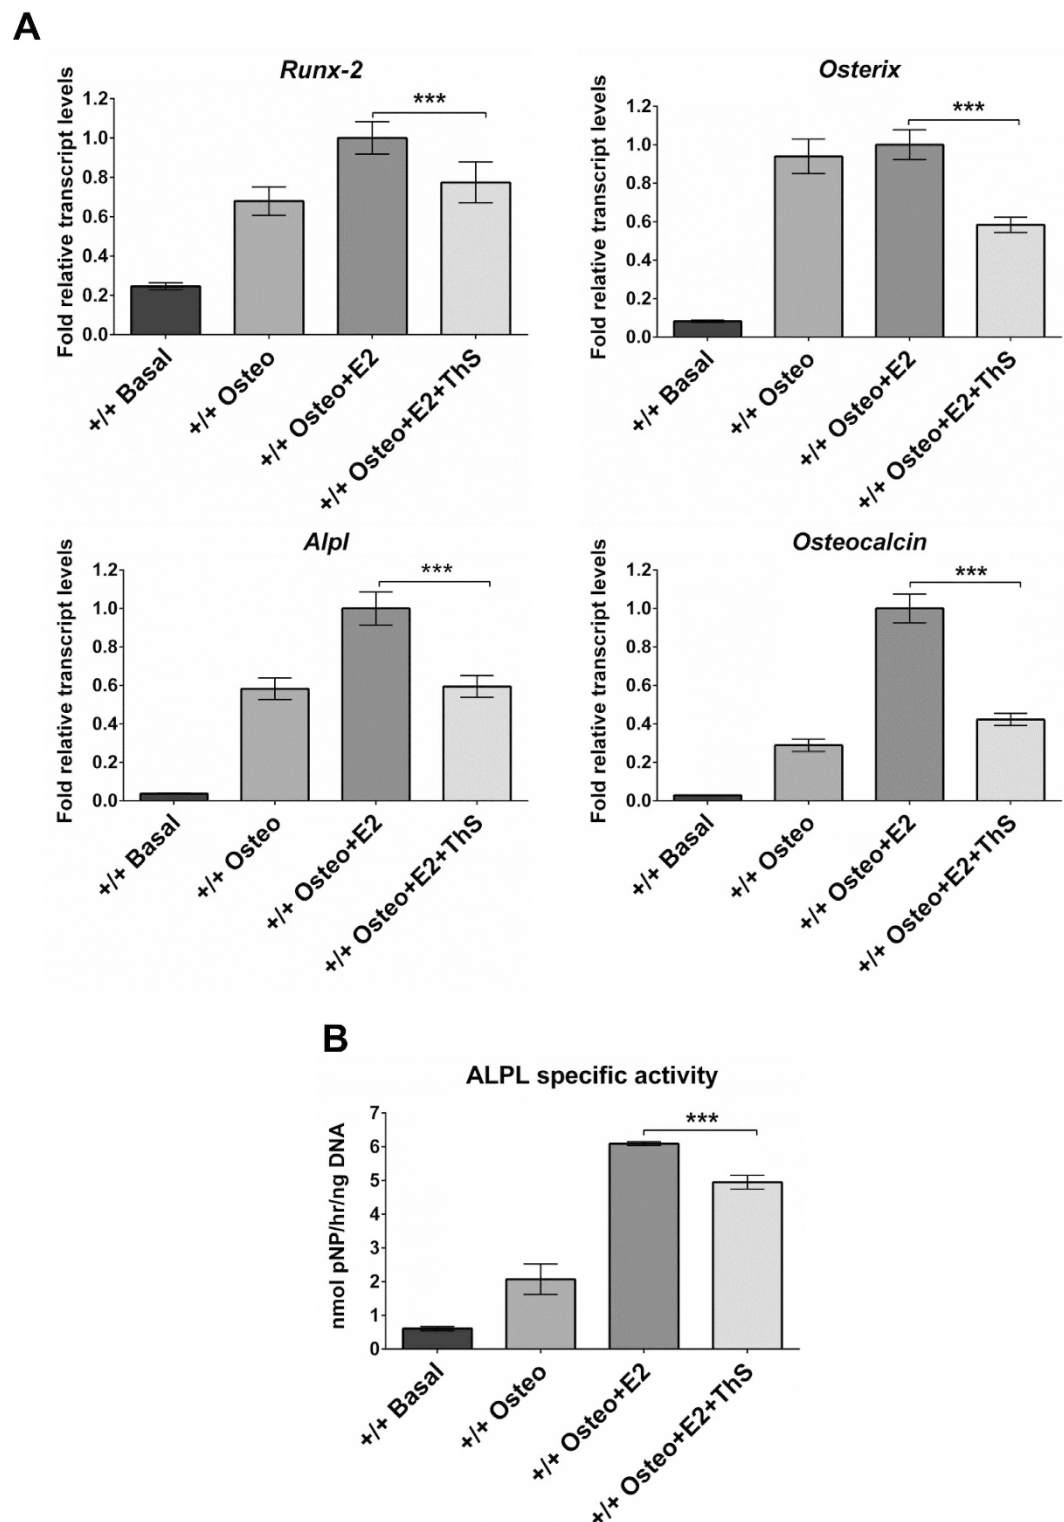 A
Runx-2
Fold relative transcript levels
1.2
1.0
0.8
0.6
0.4
0.2
0.0
***
+/+ Basal
+/+ Osteo
+/+ Osteo+E2
+/+ Osteo+E2+ThS
Osterix
Fold relative transcript levels
1.2
1.0
0.8
0.6
0.4
0.2
0.0
***
+/+ Basal
+/+ Osteo
+/+ Osteo+E2
+/+ Osteo+E2+ThS
Alpl
Fold relative transcript levels
1.2
1.0
0.8
0.6
0.4
0.2
0.0
***
+/+ Basal
+/+ Osteo
+/+ Osteo+E2
+/+ Osteo+E2+ThS
Osteocalcin
Fold relative transcript levels
1.2
1.0
0.8
0.6
0.4
0.2
0.0
***
+/+ Basal
+/+ Osteo
+/+ Osteo+E2
+/+ Osteo+E2+ThS
B
ALPL specific activity
nmol pNP/hr/ng DNA
7
6
5
4
3
2
1
0
***
+/+ Basal
+/+ Osteo
+/+ Osteo+E2
+/+ Osteo+E2+ThS